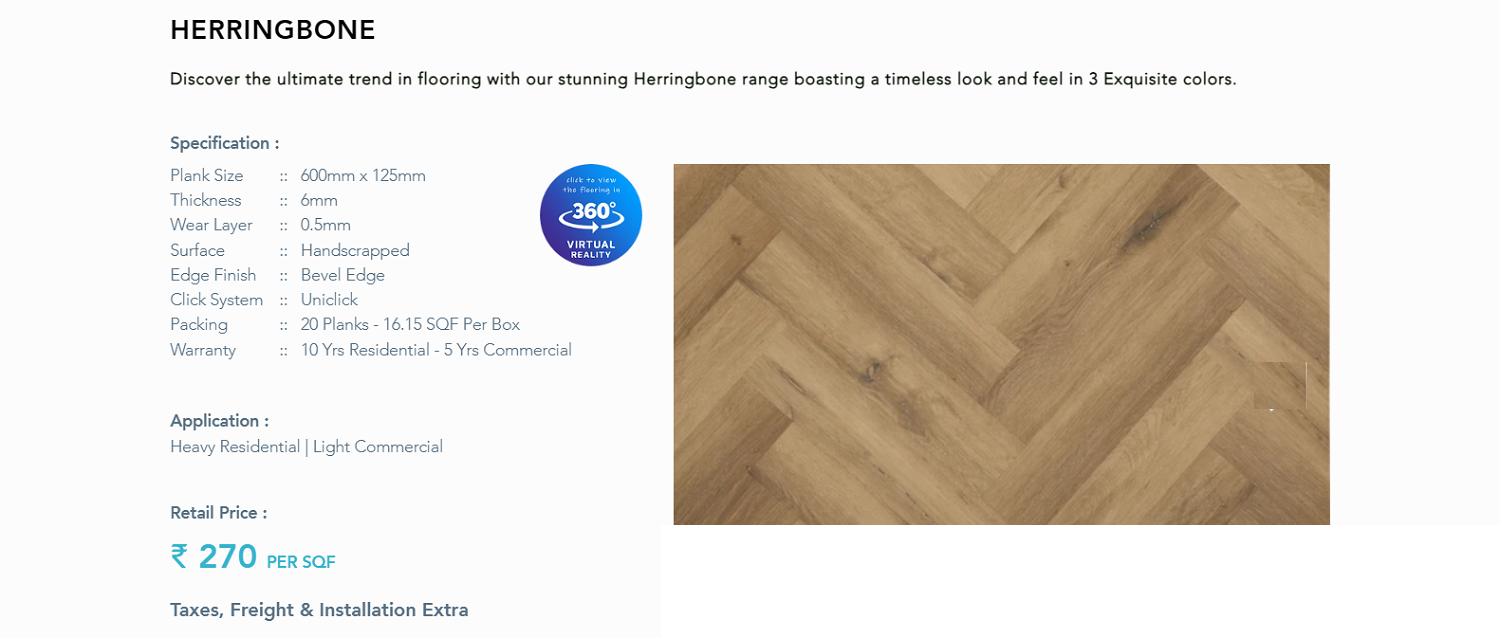 HERRINGBONE
Discover the ultimate trend in flooring with our stunning Herringbone range boasting a timeless look and feel in 3 Exquisite colors.
Specification :
Plank Size :: 600mm x 125mm
Thickness :: 6mm
Wear Layer :: 0.5mm
Surface :: Handscrapped
Edge Finish :: Bevel Edge
Click System :: Uniclick
Packing :: 20 Planks - 16.15 SQF Per Box
Warranty :: 10 Yrs Residential - 5 Yrs Commercial
click to view
the flooring in
360°
VIRTUAL
REALITY
Application :
Heavy Residential | Light Commercial
Retail Price :
₹ 270 PER SQF
Taxes, Freight & Installation Extra